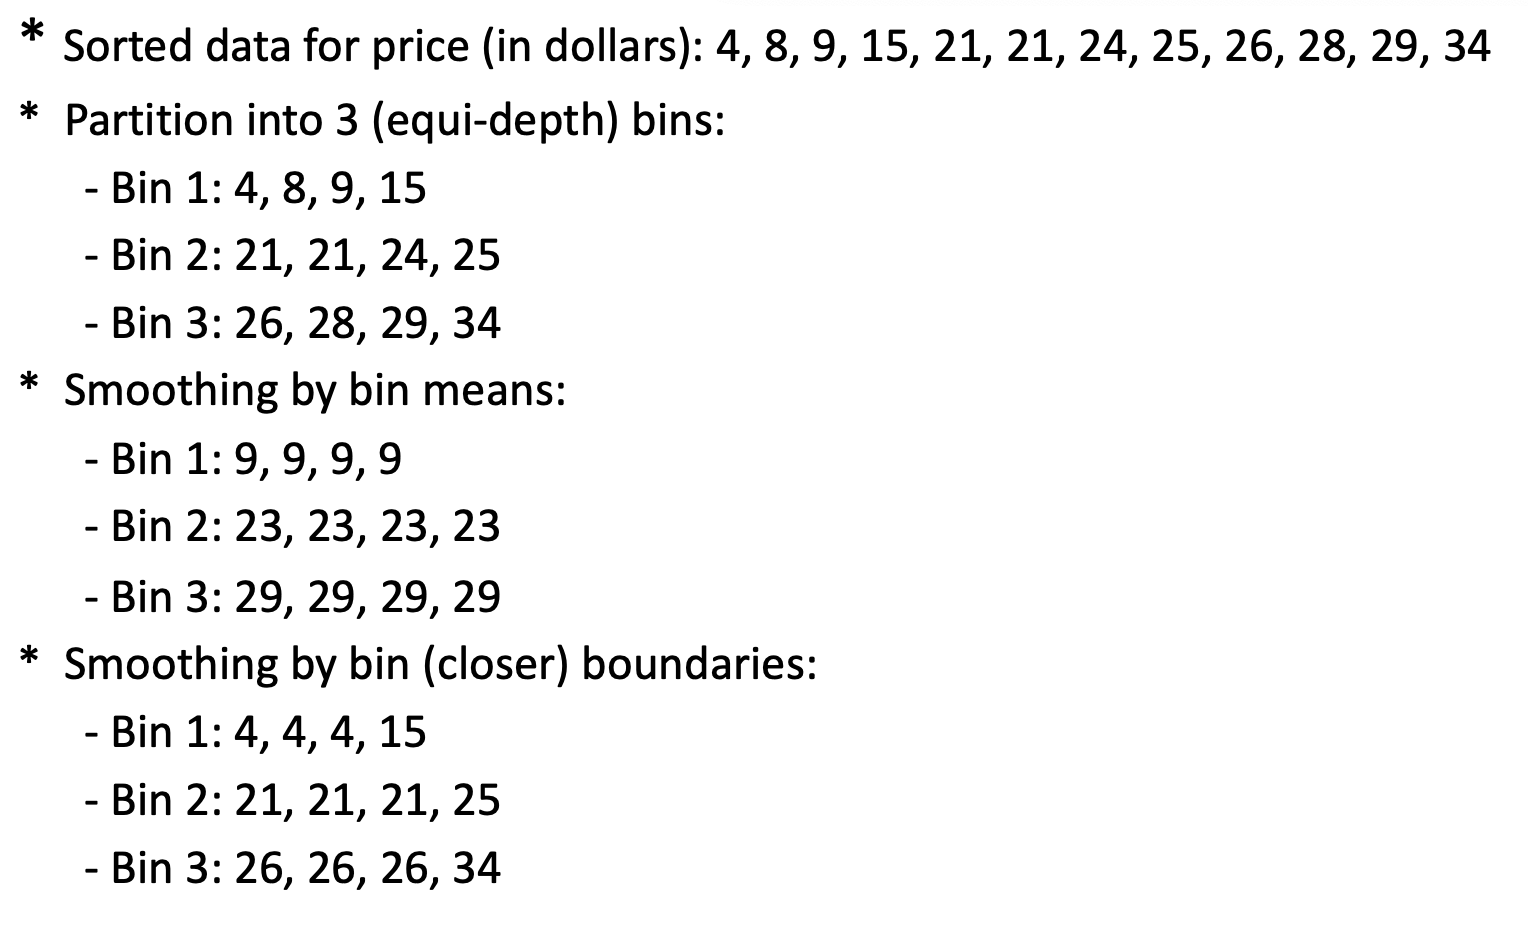 * Sorted data for price (in dollars): 4, 8, 9, 15, 21, 21, 24, 25, 26, 28, 29, 34
* Partition into 3 (equi-depth) bins:
- Bin 1: 4, 8, 9, 15
- Bin 2: 21, 21, 24, 25
- Bin 3: 26, 28, 29, 34
* Smoothing by bin means:
- Bin 1: 9, 9, 9, 9
- Bin 2: 23, 23, 23, 23
- Bin 3: 29, 29, 29, 29
* Smoothing by bin (closer) boundaries:
- Bin 1: 4, 4, 4, 15
- Bin 2: 21, 21, 21, 25
- Bin 3: 26, 26, 26, 34